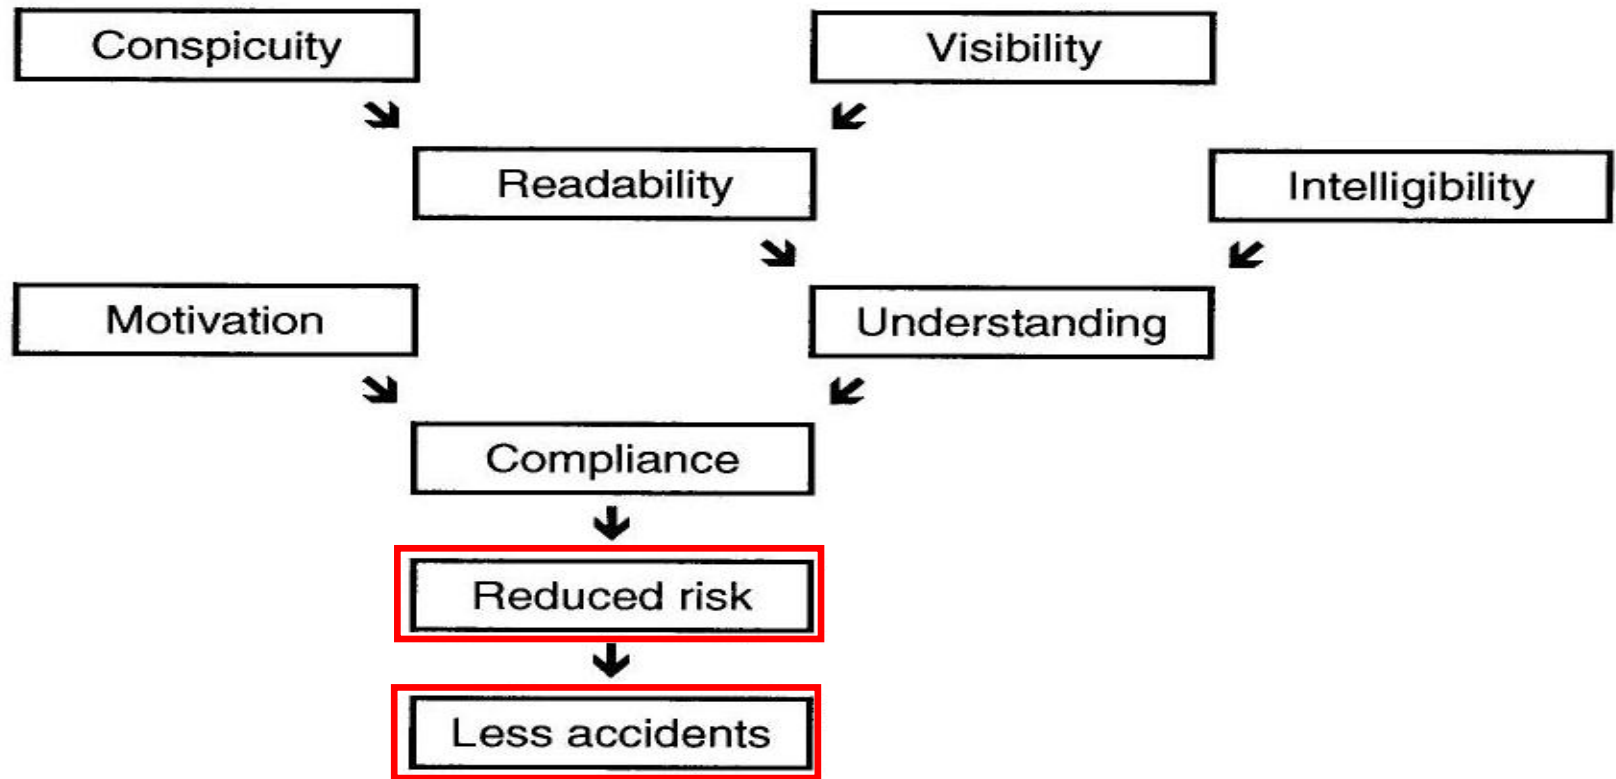 Conspicuity
Visibility
Readability
Intelligibility
Motivation
Understanding
Compliance
Reduced risk
Less accidents